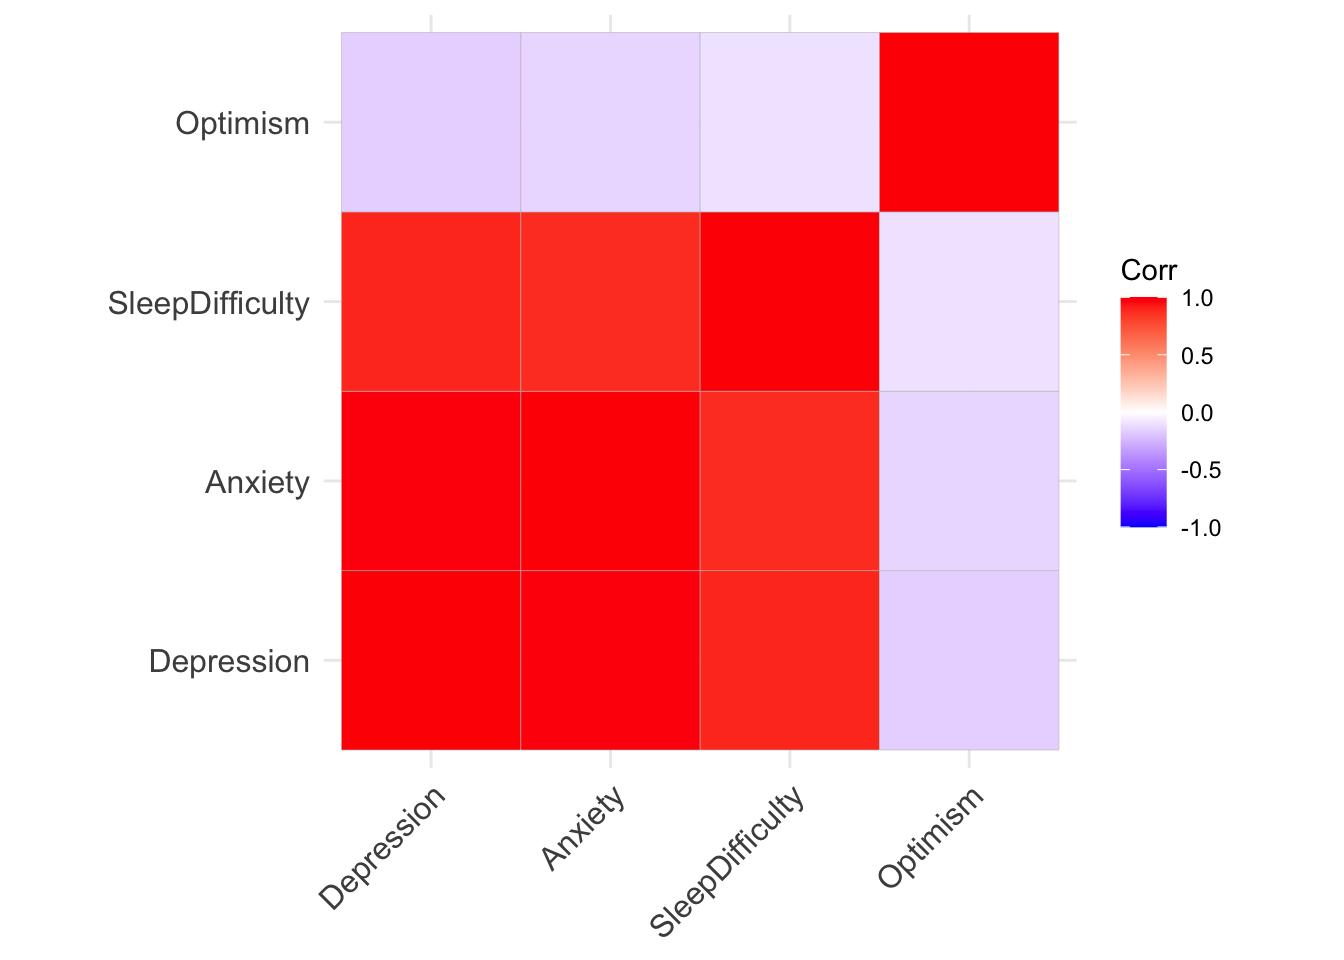 Optimism
SleepDifficulty
Anxiety
Depression
Depression
Anxiety
SleepDifficulty
Optimism
Corr
1.0
0.5
0.0
-0.5
-1.0